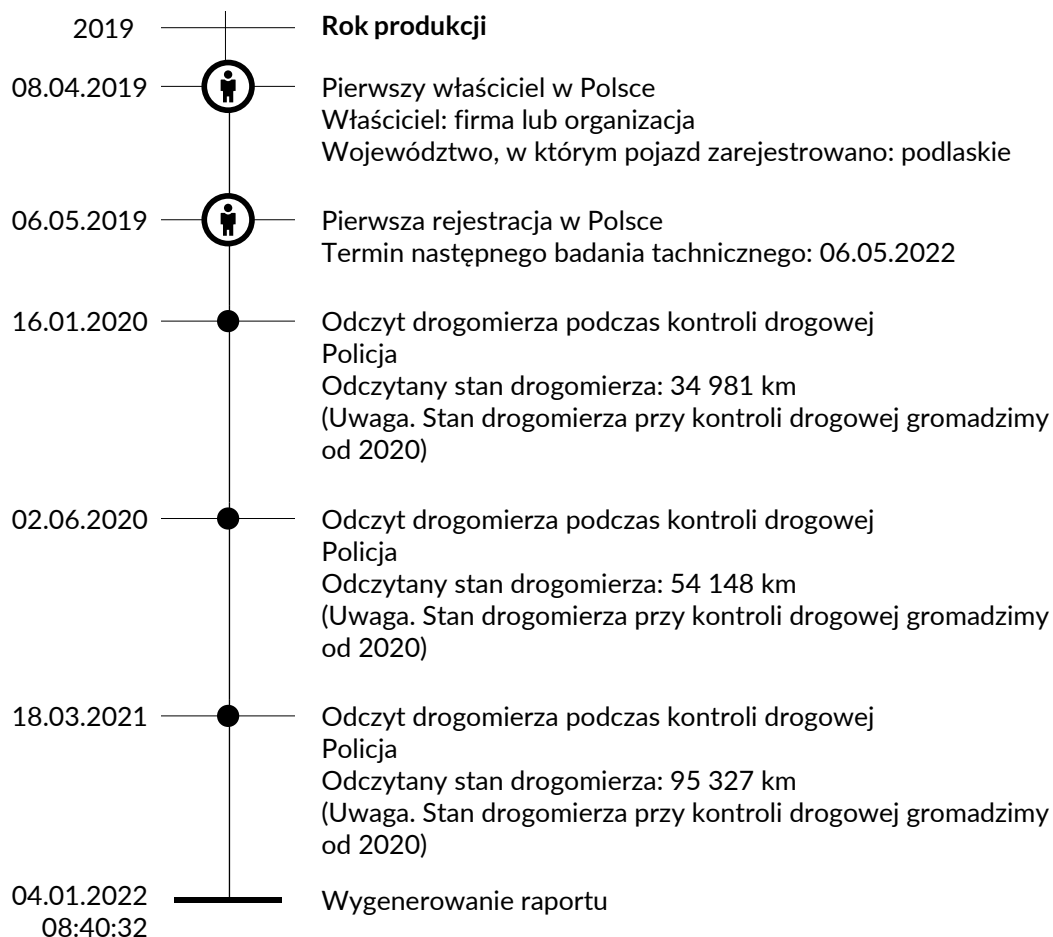 2019 Rok produkcji
08.04.2019 Pierwszy właściciel w Polsce
Właściciel: firma lub organizacja
Województwo, w którym pojazd zarejestrowano: podlaskie
06.05.2019 Pierwsza rejestracja w Polsce
Termin następnego badania tachnicznego: 06.05.2022
16.01.2020 Odczyt drogomierza podczas kontroli drogowej
Policja
Odczytany stan drogomierza: 34 981 km
(Uwaga. Stan drogomierza przy kontroli drogowej gromadzimy
od 2020)
02.06.2020 Odczyt drogomierza podczas kontroli drogowej
Policja
Odczytany stan drogomierza: 54 148 km
(Uwaga. Stan drogomierza przy kontroli drogowej gromadzimy
od 2020)
18.03.2021 Odczyt drogomierza podczas kontroli drogowej
Policja
Odczytany stan drogomierza: 95 327 km
(Uwaga. Stan drogomierza przy kontroli drogowej gromadzimy
od 2020)
04.01.2022 Wygenerowanie raportu
08:40:32